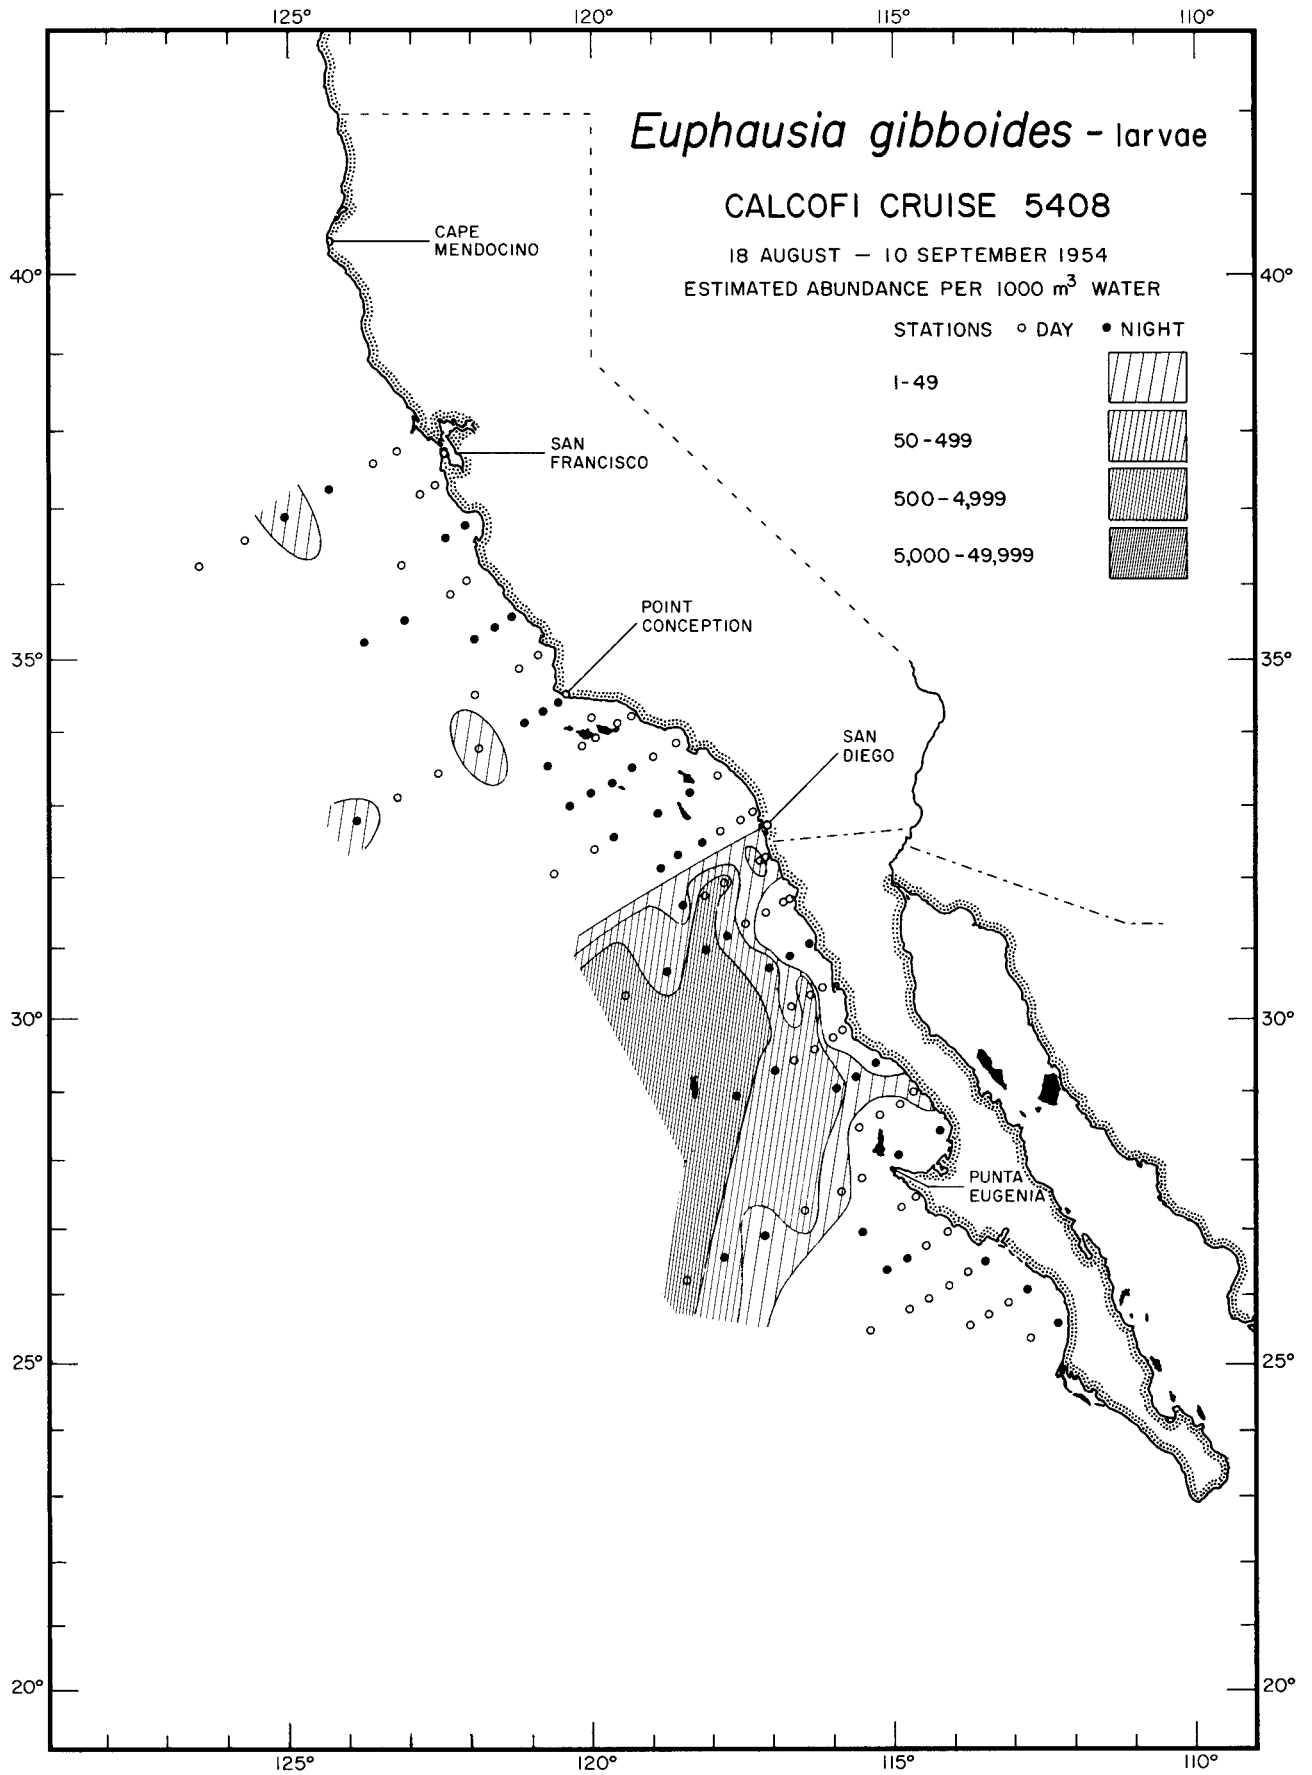 125° 120° 115° 110°
Euphausia gibboides - larvae
CALCOFI CRUISE 5408
18 AUGUST — 10 SEPTEMBER 1954
ESTIMATED ABUNDANCE PER 1000 m³ WATER
STATIONS ○ DAY ● NIGHT
1-49
50-499
500-4,999
5,000-49,999
CAPE
MENDOCINO
40° 40°
SAN
FRANCISCO
POINT
CONCEPTION
35° 35°
SAN
DIEGO
30° 30°
PUNTA
EUGENIA
25° 25°
20° 20°
125° 120° 115° 110°